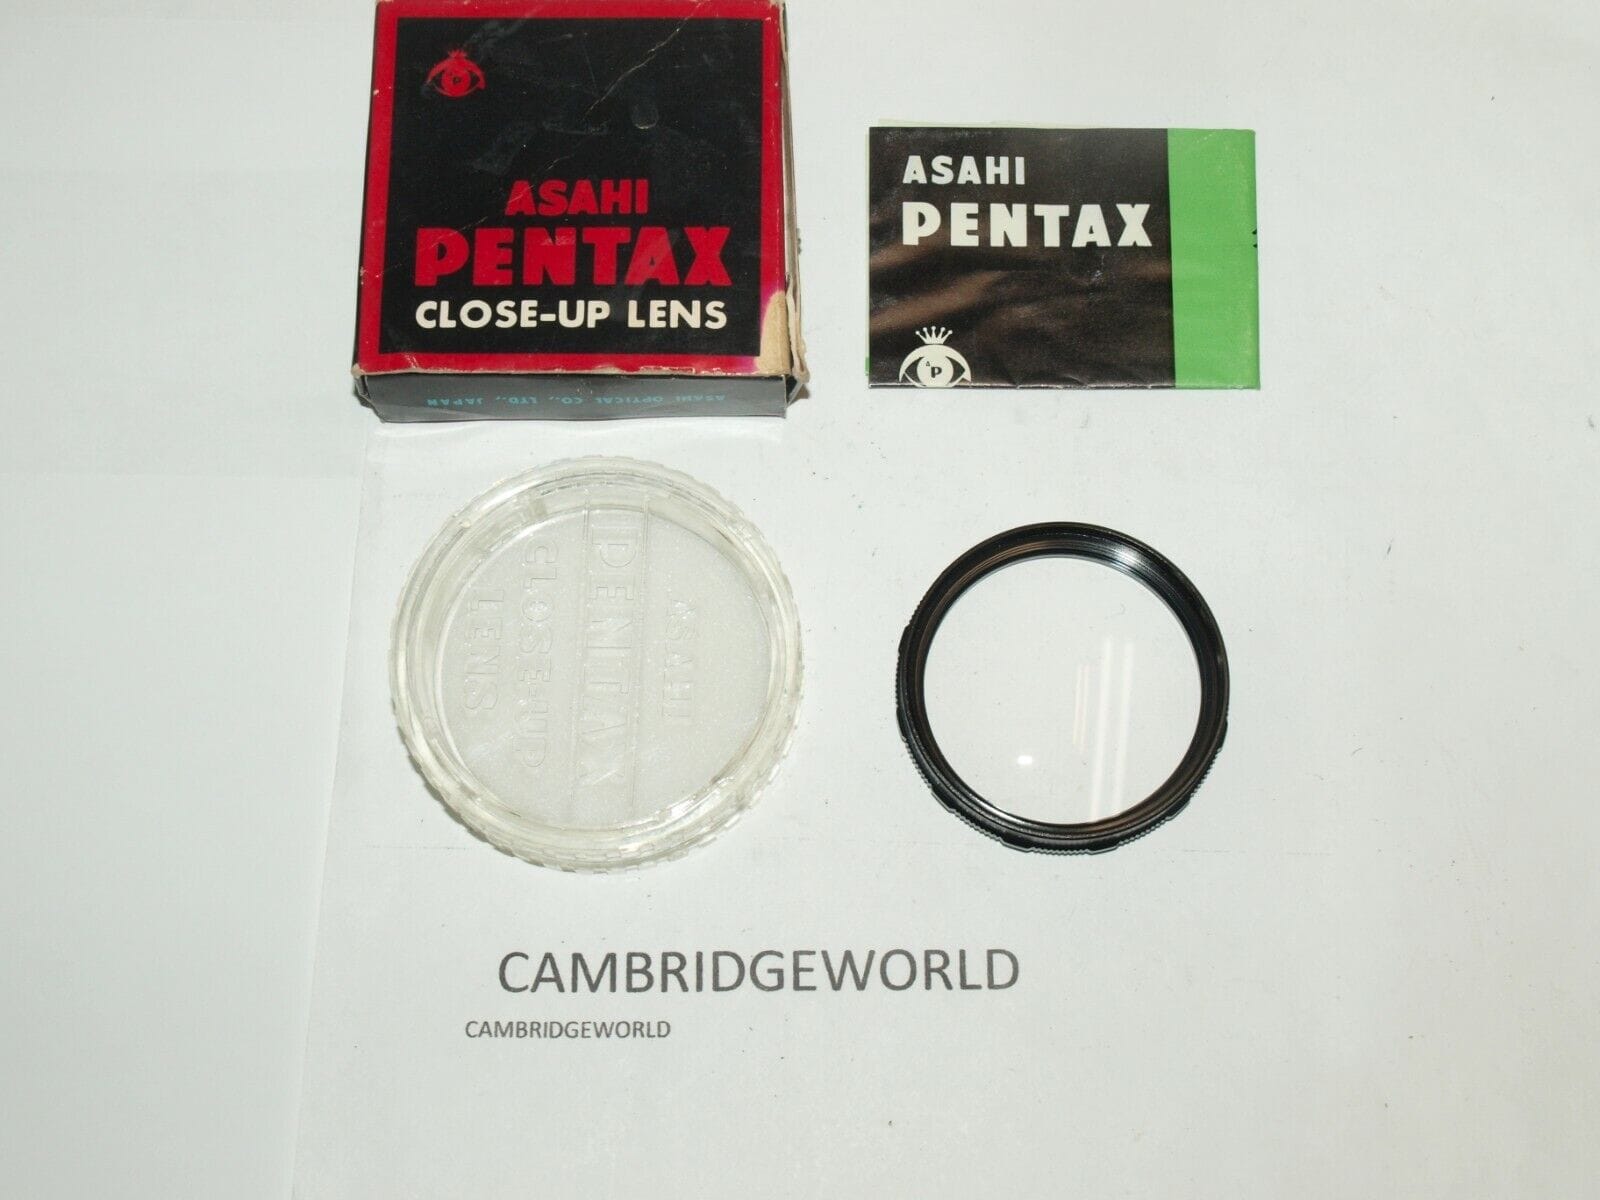 P
ASAHI
PENTAX
CLOSE-UP LENS
ASAHI OPTICAL CO., LTD., JAPAN
ASAHI
PENTAX
AP
ASAHI
PENTAX
CLOSE-UP
LENS
CAMBRIDGEWORLD
CAMBRIDGEWORLD